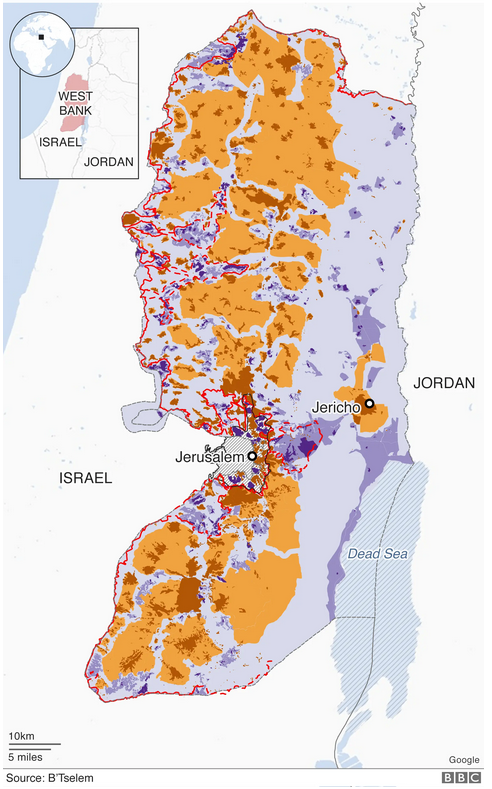 WEST
BANK
ISRAEL
JORDAN
JORDAN
Jericho
Jerusalem
ISRAEL
Dead Sea
10km
5 miles
Google
Source: B'Tselem
BBC